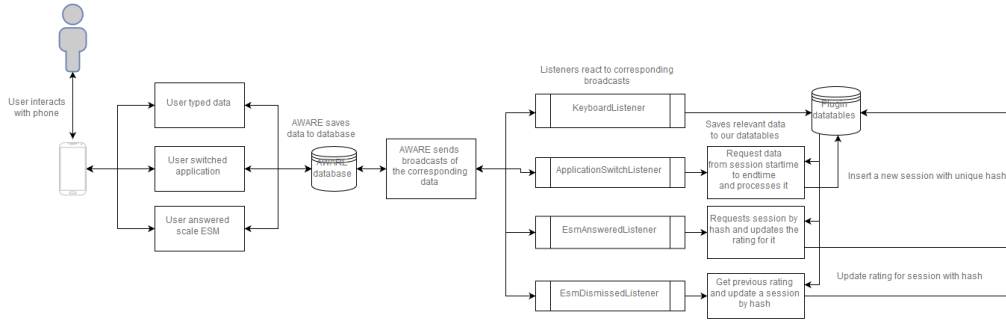 User interacts
with phone
User typed data
User switched
application
User answered
scale ESM
AWARE saves
data to database
AWARE
database
AWARE sends
broadcasts of
the corresponding
data
Listeners react to corresponding
broadcasts
KeyboardListener
ApplicationSwitchListener
EsmAnsweredListener
EsmDismissedListener
Saves relevant data
to our datatables
Plugin
datatables
Request data
from session starttime
to endtime
and processes it
Requests session by
hash and updates the
rating for it
Get previous rating
and update a session
by hash
Insert a new session with unique hash
Update rating for session with hash